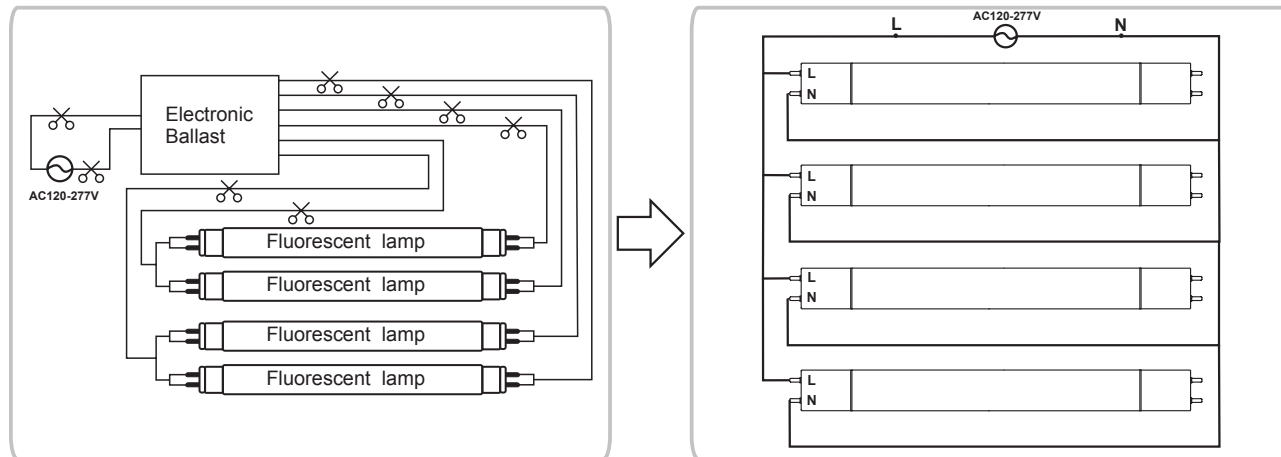 Electronic
Ballast
AC120-277V
Fluorescent lamp
Fluorescent lamp
Fluorescent lamp
Fluorescent lamp
AC120-277V
L
N
L
N
L
N
L
N
L
N